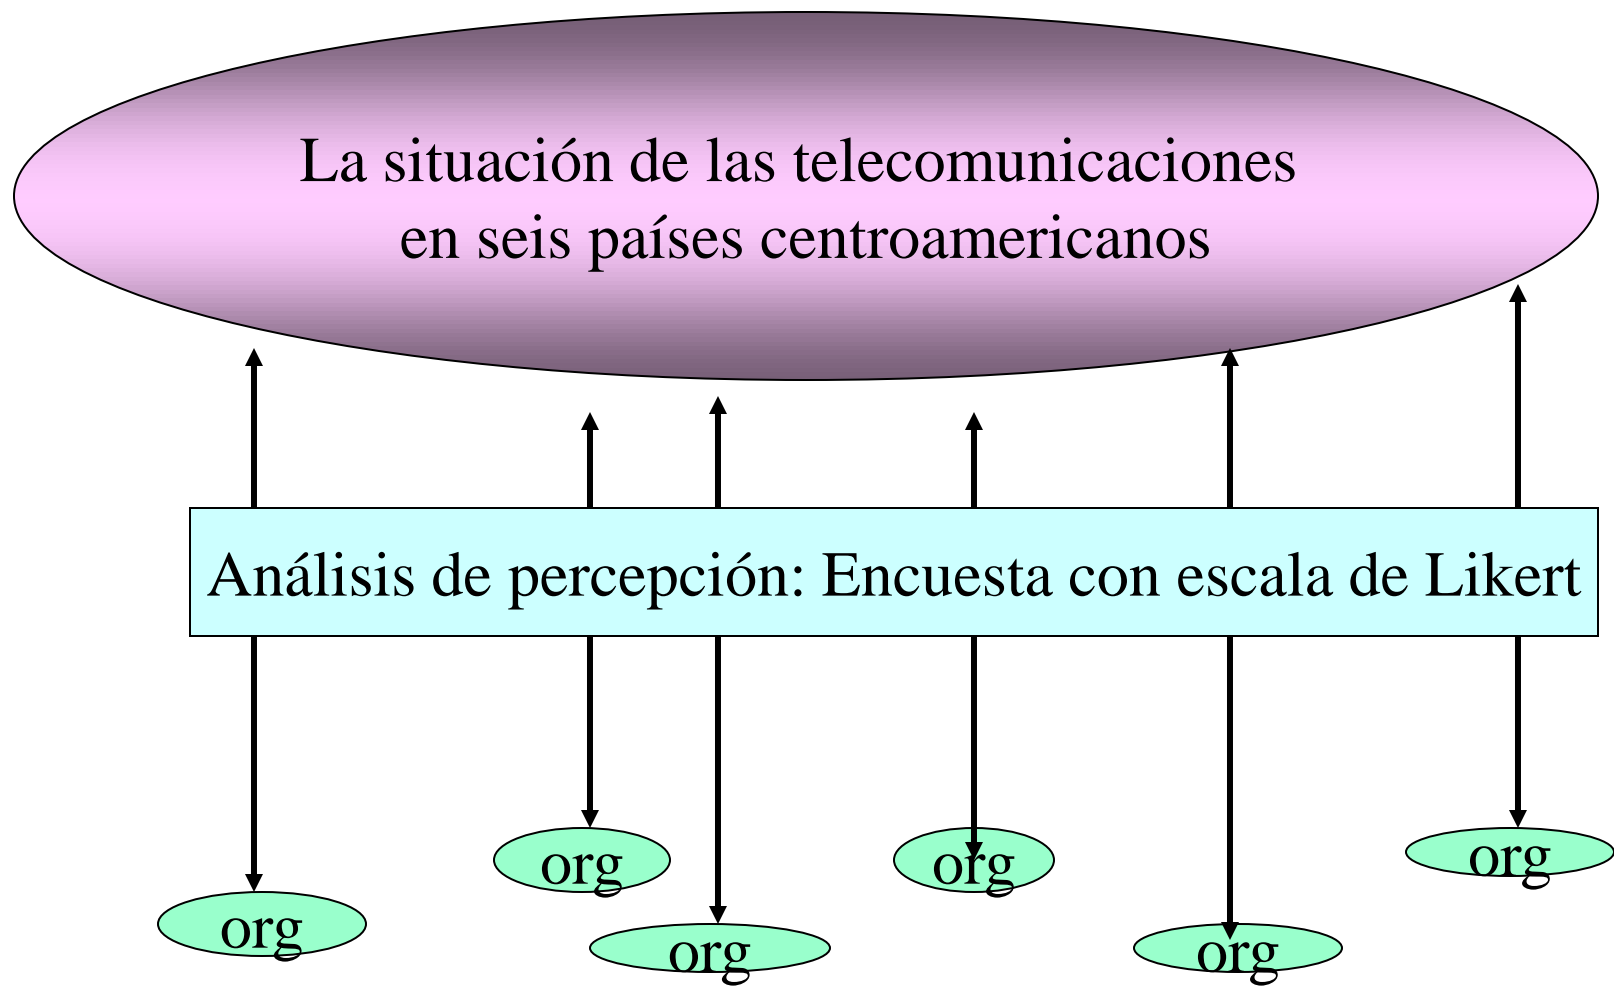 La situación de las telecomunicaciones
en seis países centroamericanos
Análisis de percepción: Encuesta con escala de Likert
org
org
org
org
org
org